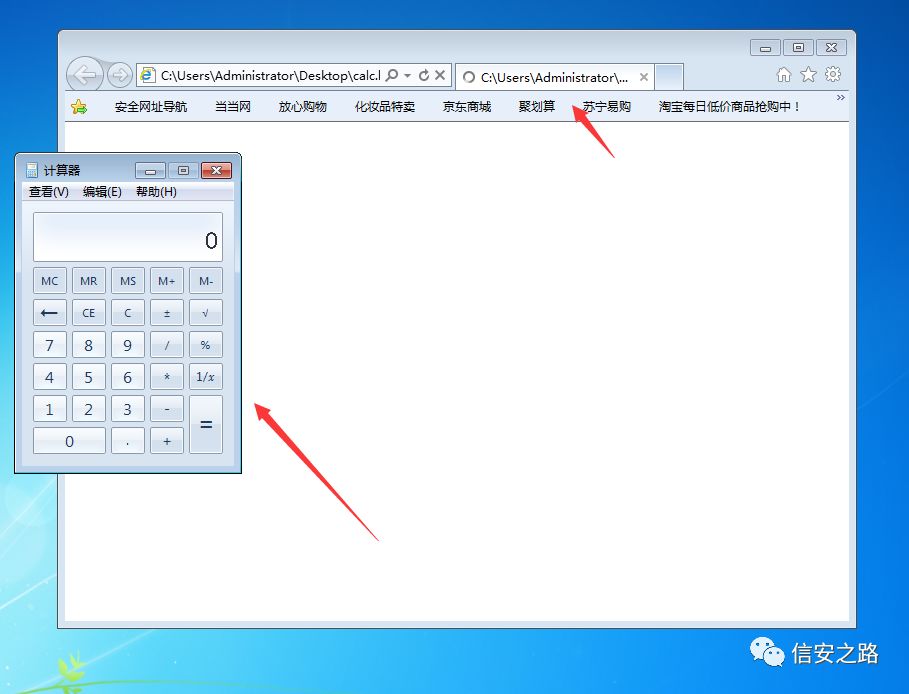 C:\Users\Administrator\Desktop\calc.l
C:\Users\Administrator\...
安全网址导航 当当网 放心购物 化妆品特卖 京东商城 聚划算 苏宁易购 淘宝每日低价商品抢购中！
计算器
查看(V) 编辑(E) 帮助(H)
0
MC MR MS M+ M-
← CE C ± √
7 8 9 / %
4 5 6 * 1/x
1 2 3 - =
0 . +
信安之路